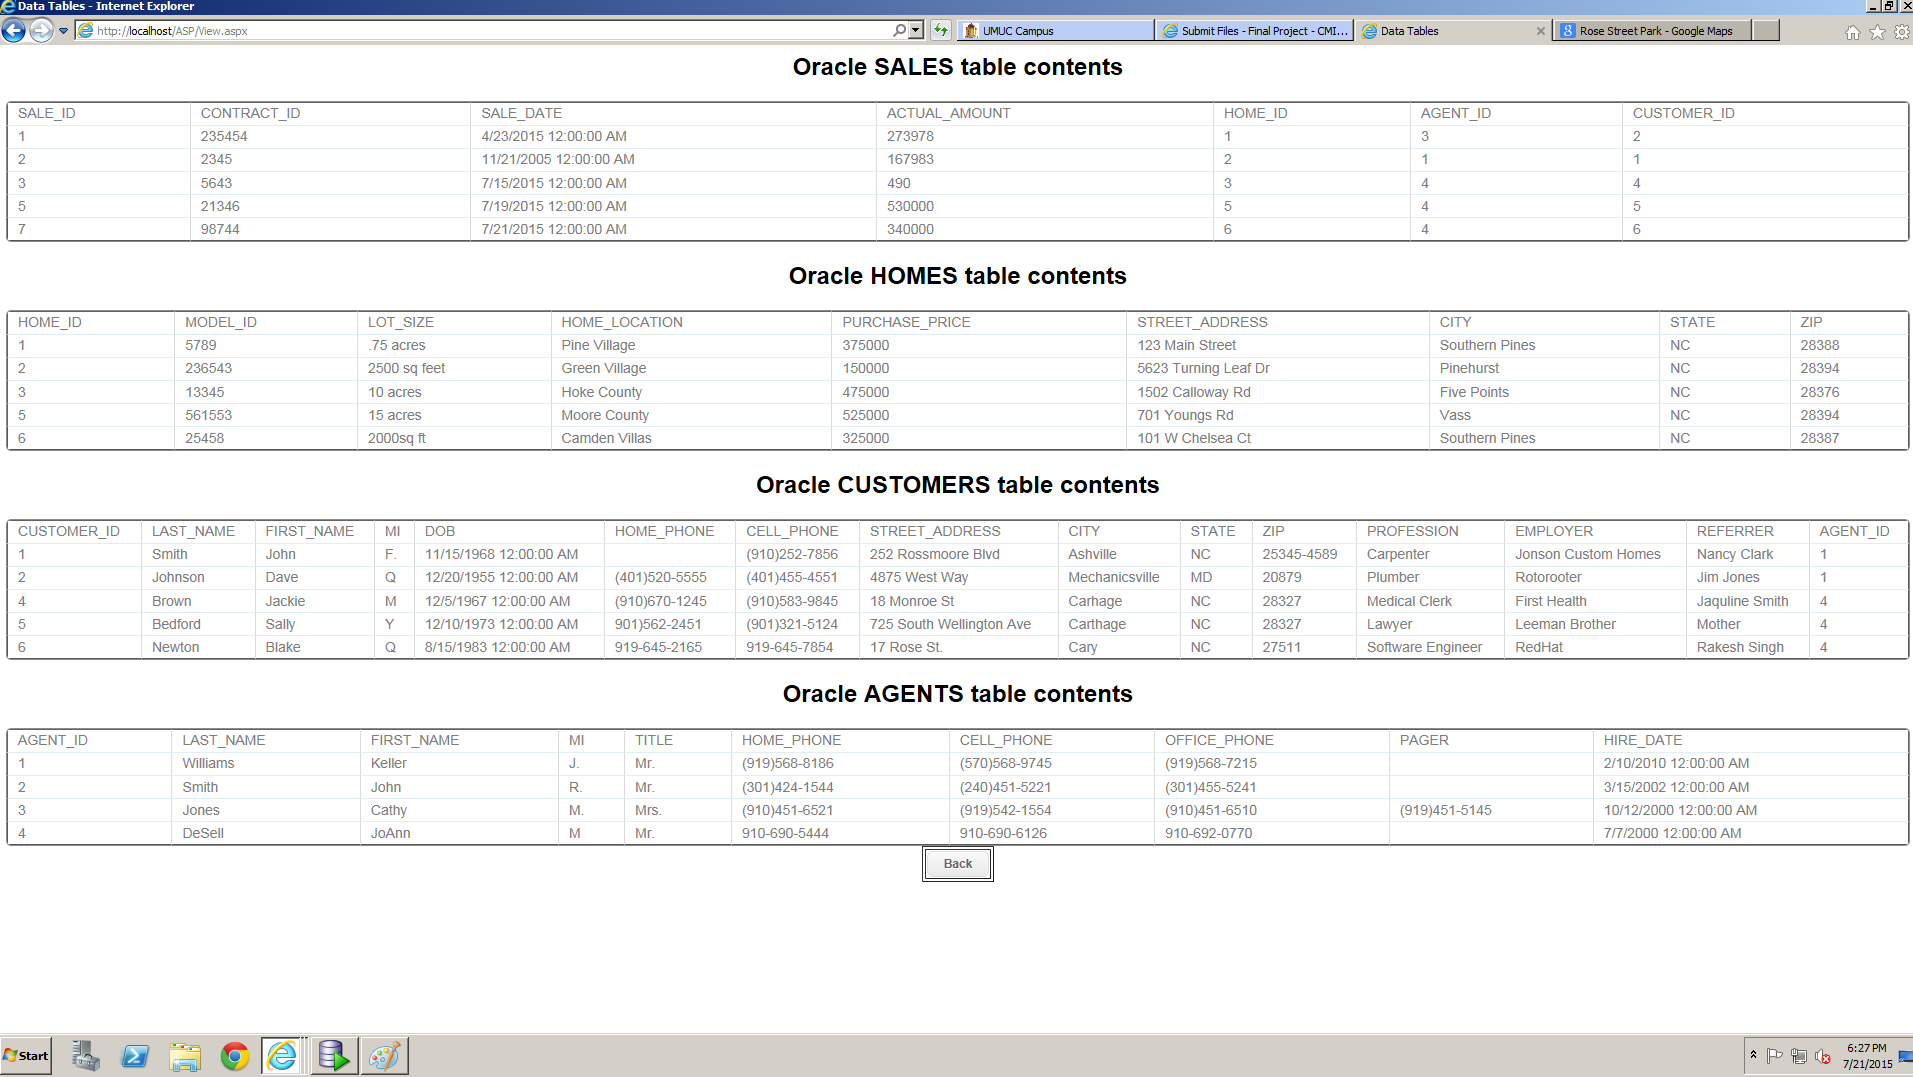 Data Tables - Internet Explorer
http://localhost/ASP/View.aspx UMUC Campus Submit Files - Final Project - CMI... Data Tables Rose Street Park - Google Maps
Oracle SALES table contents
SALE_ID CONTRACT_ID SALE_DATE ACTUAL_AMOUNT HOME_ID AGENT_ID CUSTOMER_ID
1 235454 4/23/2015 12:00:00 AM 273978 1 3 2
2 2345 11/21/2005 12:00:00 AM 167983 2 1 1
3 5643 7/15/2015 12:00:00 AM 490 3 4 4
5 21346 7/19/2015 12:00:00 AM 530000 5 4 5
7 98744 7/21/2015 12:00:00 AM 340000 6 4 6
Oracle HOMES table contents
HOME_ID MODEL_ID LOT_SIZE HOME_LOCATION PURCHASE_PRICE STREET_ADDRESS CITY STATE ZIP
1 5789 .75 acres Pine Village 375000 123 Main Street Southern Pines NC 28388
2 236543 2500 sq feet Green Village 150000 5623 Turning Leaf Dr Pinehurst NC 28394
3 13345 10 acres Hoke County 475000 1502 Calloway Rd Five Points NC 28376
5 561553 15 acres Moore County 525000 701 Youngs Rd Vass NC 28394
6 25458 2000sq ft Camden Villas 325000 101 W Chelsea Ct Southern Pines NC 28387
Oracle CUSTOMERS table contents
CUSTOMER_ID LAST_NAME FIRST_NAME MI DOB HOME_PHONE CELL_PHONE STREET_ADDRESS CITY STATE ZIP PROFESSION EMPLOYER REFERRER AGENT_ID
1 Smith John F. 11/15/1968 12:00:00 AM (910)252-7856 252 Rossmoore Blvd Ashville NC 25345-4589 Carpenter Jonson Custom Homes Nancy Clark 1
2 Johnson Dave Q 12/20/1955 12:00:00 AM (401)520-5555 (401)455-4551 4875 West Way Mechanicsville MD 20879 Plumber Rotorooter Jim Jones 1
4 Brown Jackie M 12/5/1967 12:00:00 AM (910)670-1245 (910)583-9845 18 Monroe St Carhage NC 28327 Medical Clerk First Health Jaquline Smith 4
5 Bedford Sally Y 12/10/1973 12:00:00 AM 901)562-2451 (901)321-5124 725 South Wellington Ave Carthage NC 28327 Lawyer Leeman Brother Mother 4
6 Newton Blake Q 8/15/1983 12:00:00 AM 919-645-2165 919-645-7854 17 Rose St. Cary NC 27511 Software Engineer RedHat Rakesh Singh 4
Oracle AGENTS table contents
AGENT_ID LAST_NAME FIRST_NAME MI TITLE HOME_PHONE CELL_PHONE OFFICE_PHONE PAGER HIRE_DATE
1 Williams Keller J. Mr. (919)568-8186 (570)568-9745 (919)568-7215 2/10/2010 12:00:00 AM
2 Smith John R. Mr. (301)424-1544 (240)451-5221 (301)455-5241 3/15/2002 12:00:00 AM
3 Jones Cathy M. Mrs. (910)451-6521 (919)542-1554 (910)451-6510 (919)451-5145 10/12/2000 12:00:00 AM
4 DeSell JoAnn M Mr. 910-690-5444 910-690-6126 910-692-0770 7/7/2000 12:00:00 AM
Back
Start 6:27 PM
7/21/2015